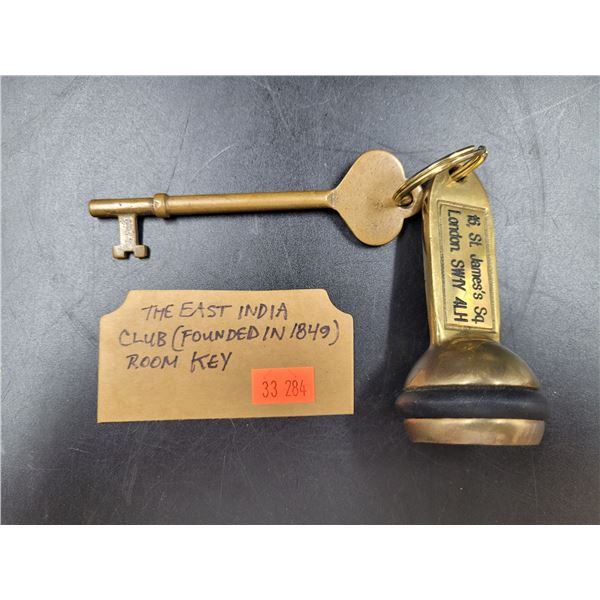 THE EAST INDIA
CLUB (FOUNDED IN 1849)
ROOM KEY
33 284
16, St. James's Sq
London SW1Y 4LH